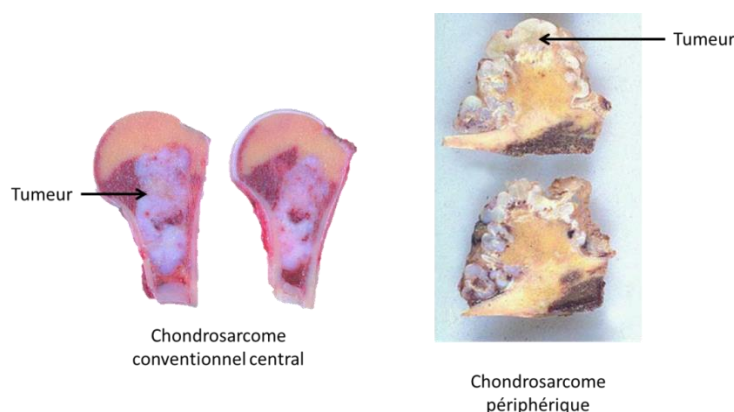 Tumeur
Tumeur
Chondrosarcome
conventionnel central
Chondrosarcome
périphérique